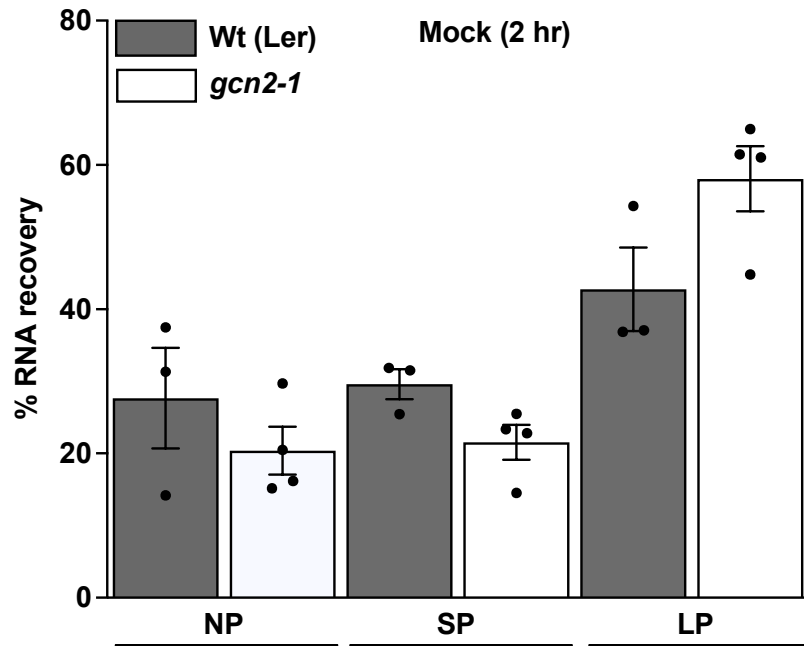 Wt (Ler)
gcn2-1
Mock (2 hr)
% RNA recovery
80
60
40
20
0
NP
SP
LP